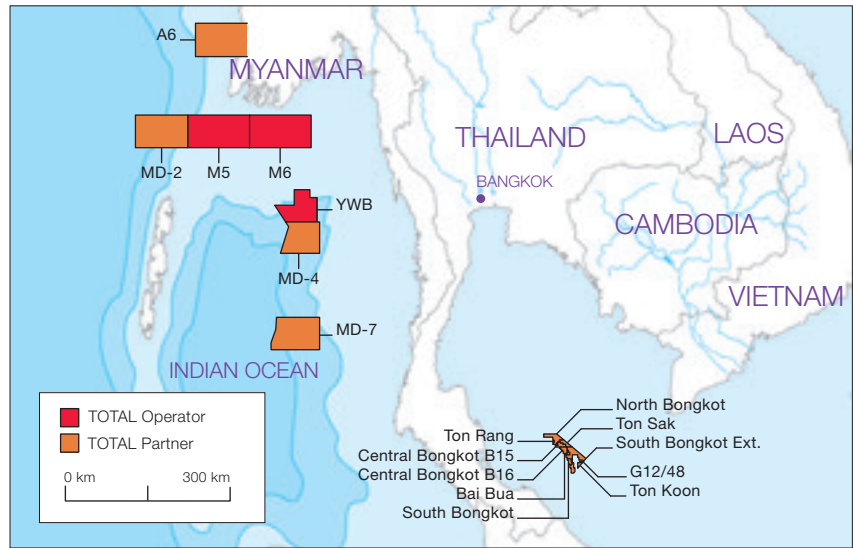 A6
MYANMAR
MD-2
M5
M6
THAILAND
LAOS
BANGKOK
YWB
CAMBODIA
MD-4
VIETNAM
MD-7
INDIAN OCEAN
TOTAL Operator
TOTAL Partner
0 km
300 km
North Bongkot
Ton Sak
South Bongkot Ext.
G12/48
Ton Koon
Ton Rang
Central Bongkot B15
Central Bongkot B16
Bai Bua
South Bongkot